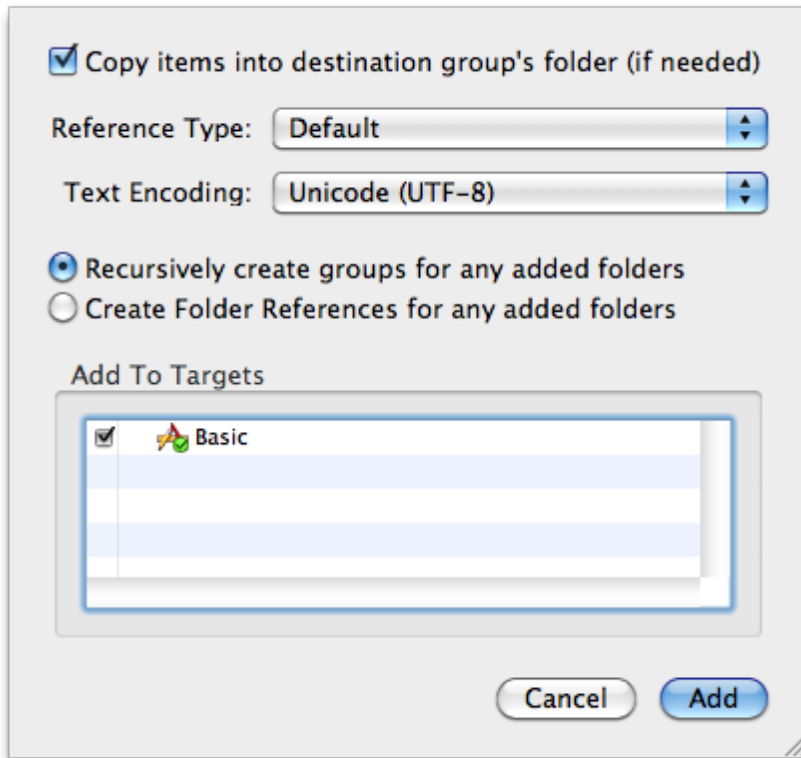 Copy items into destination group's folder (if needed)
Reference Type: Default
Text Encoding: Unicode (UTF-8)
Recursively create groups for any added folders
Create Folder References for any added folders
Add To Targets
Basic
Cancel Add